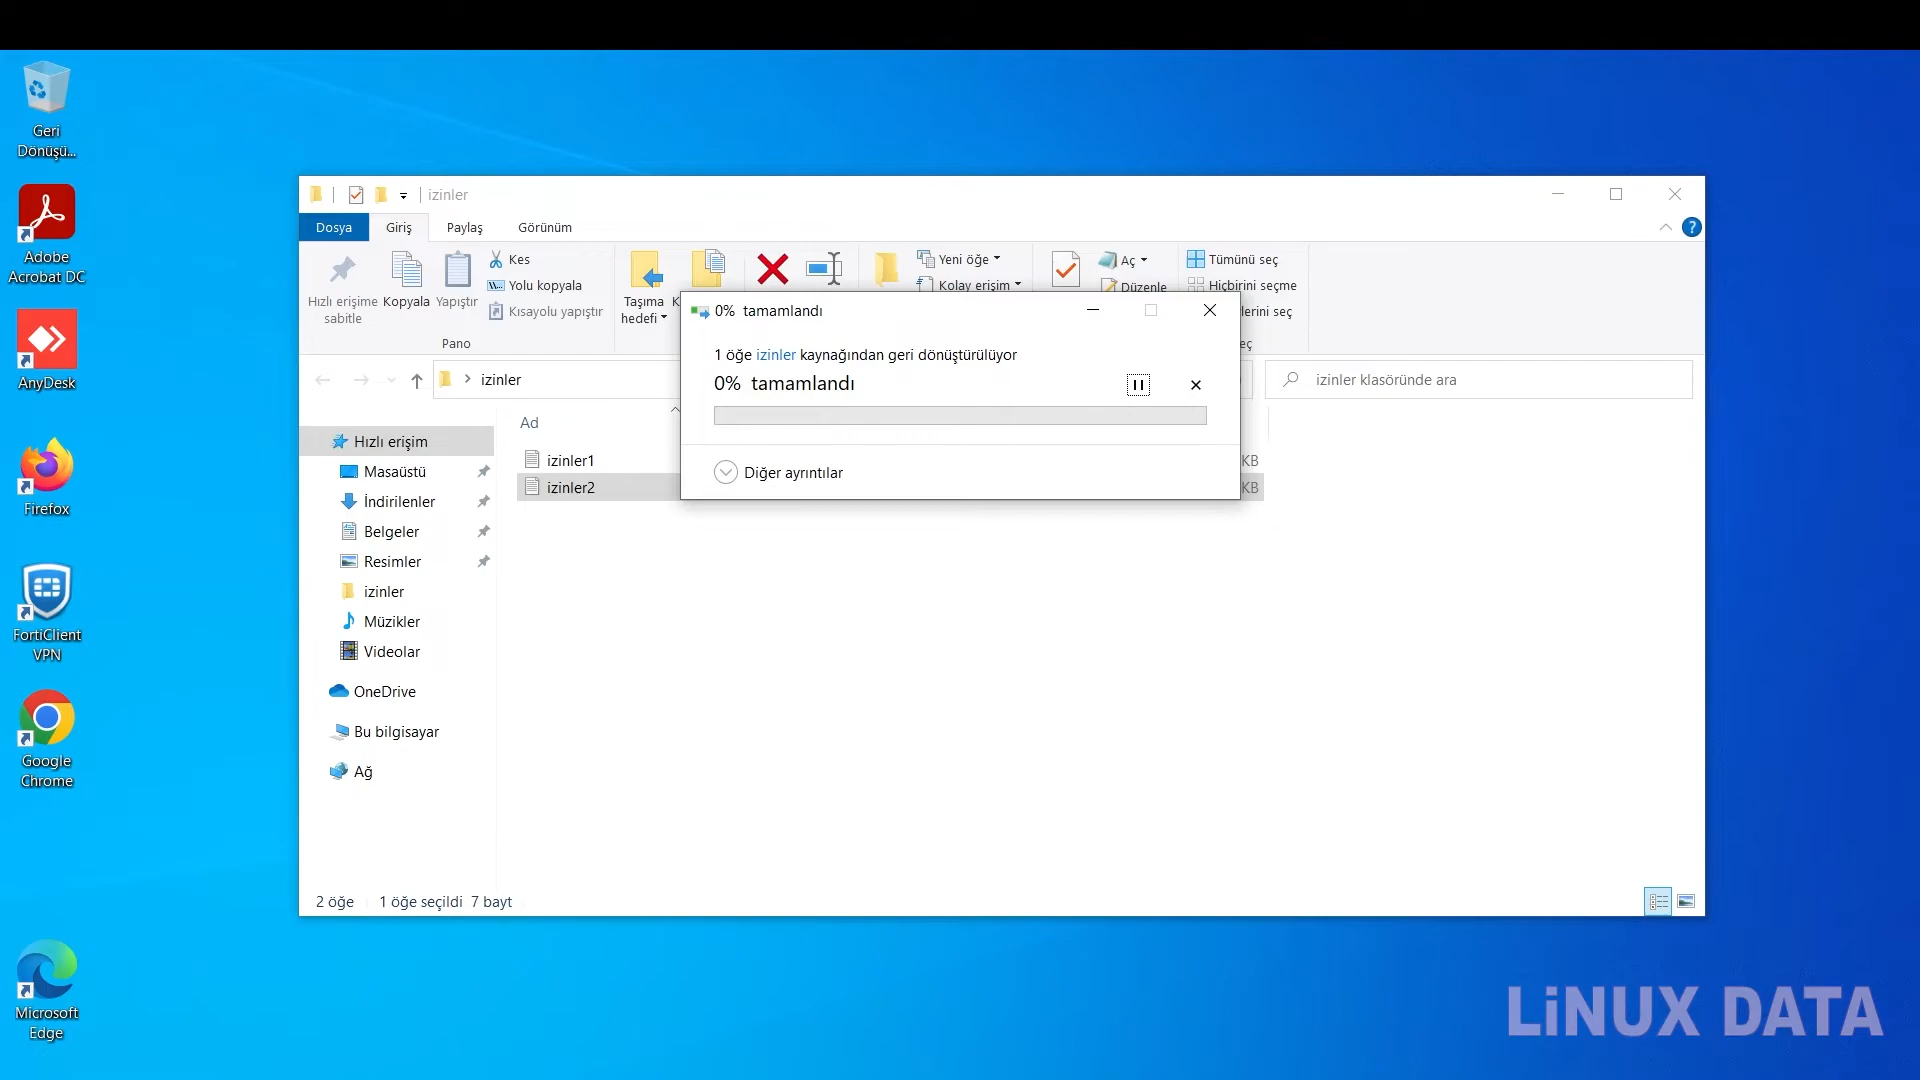 Geri
Dönüşü...
Adobe
Acrobat DC
AnyDesk
Firefox
FortiClient
VPN
Google
Chrome
Microsoft
Edge
izinler
Dosya
Giriş
Paylaş
Görünüm
Hızlı erişime
sabitle
Kopyala
Yapıştır
Kes
Yolu kopyala
Kısayolu yapıştır
Pano
Taşıma
hedefi
Yeni öğe
Kolay erişim
Aç
Düzenle
Tümünü seç
Hiçbirini seçme
izinler
izinler klasöründe ara
Hızlı erişim
Masaüstü
İndirilenler
Belgeler
Resimler
izinler
Müzikler
Videolar
OneDrive
Bu bilgisayar
Ağ
Ad
izinler1
KB
izinler2
KB
0% tamamlandı
1 öğe izinler kaynağından geri dönüştürülüyor
0% tamamlandı
Diğer ayrıntılar
2 öğe
1 öğe seçildi 7 bayt
LiNUX DATA